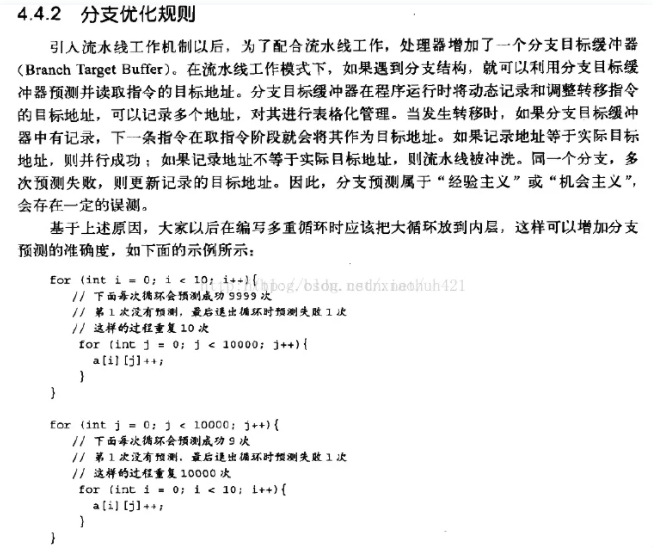 4.4.2 分支优化规则
引入流水线工作机制以后，为了配合流水线工作，处理器增加了一个分支目标缓冲器
（Branch Target Buffer）。在流水线工作模式下，如果遇到分支结构，就可以利用分支目标缓
冲器预测并读取指令的目标地址。分支目标缓冲器在程序运行时将动态记录和调整转移指令
的目标地址，可以记录多个地址，对其进行表格化管理。当发生转移时，如果分支目标缓冲
器中有记录，下一条指令在取指令阶段就会将其作为目标地址。如果记录地址等于实际目标
地址，则并行成功；如果记录地址不等于实际目标地址，则流水线被冲洗。同一个分支，多
次预测失败，则更新记录的目标地址。因此，分支预测属于“经验主义”或“机会主义”，
会存在一定的误测。
基于上述原因，大家以后在编写多重循环时应该把大循环放到内层，这样可以增加分支
预测的准确度，如下面的示例所示：
for (int i = 0; i < 10; i++){
// 下面每次循环会预测成功 9999 次
// 第 1 次没有预测，最后退出循环时预测失败 1 次
// 这样的过程重复 10 次
for (int j = 0; j < 10000; j++){
a[i][j]++;
}
}
for (int j = 0; j < 10000; j++){
// 下面每次循环会预测成功 9 次
// 第 1 次没有预测，最后退出循环时预测失败 1 次
// 这样的过程重复 10000 次
for (int i = 0; i < 10; i++){
a[i][j]++;
}
}